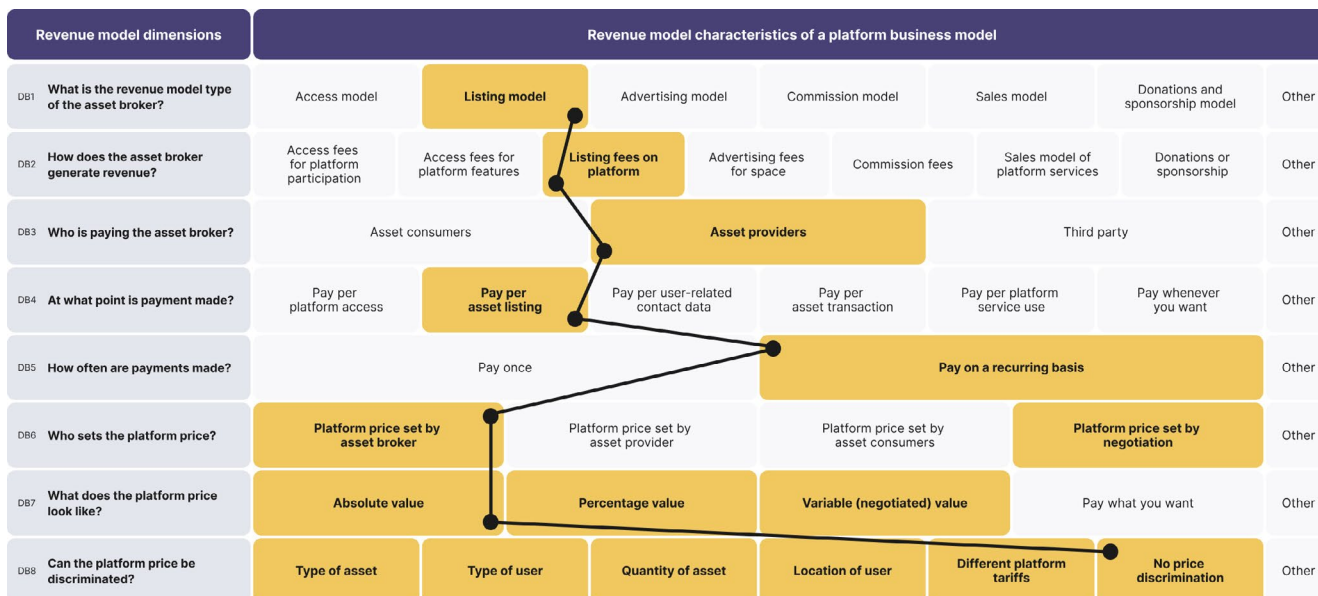 Revenue model dimensions
Revenue model characteristics of a platform business model
DB1
What is the revenue model type
of the asset broker?
Access model
Listing model
Advertising model
Commission model
Sales model
Donations and
sponsorship model
Other
DB2
How does the asset broker
generate revenue?
Access fees
for platform
participation
Access fees for
platform features
Listing fees on
platform
Advertising fees
for space
Commission fees
Sales model of
platform services
Donations or
sponsorship
Other
DB3
Who is paying the asset broker?
Asset consumers
Asset providers
Third party
Other
DB4
At what point is payment made?
Pay per
platform access
Pay per
asset listing
Pay per user-related
contact data
Pay per
asset transaction
Pay per platform
service use
Pay whenever
you want
Other
DB5
How often are payments made?
Pay once
Pay on a recurring basis
Other
DB6
Who sets the platform price?
Platform price set by
asset broker
Platform price set by
asset provider
Platform price set by
asset consumers
Platform price set by
negotiation
Other
DB7
What does the platform price
look like?
Absolute value
Percentage value
Variable (negotiated) value
Pay what you want
Other
DB8
Can the platform price be
discriminated?
Type of asset
Type of user
Quantity of asset
Location of user
Different platform
tariffs
No price
discrimination
Other